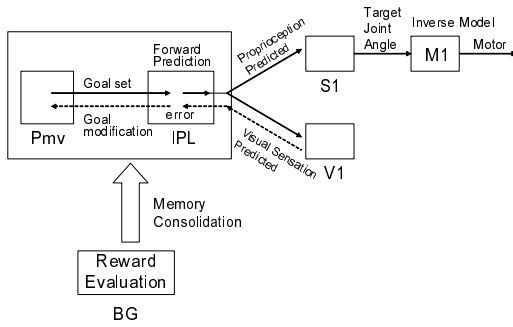 Target
Joint
Angle
Inverse Model
Forward
Prediction
Proprioception
Predicted
M1
Motor
Goal set
S1
Goal
modification
error
Pmv
IPL
Visual Sensation
Predicted
V1
Memory
Consolidation
Reward
Evaluation
BG